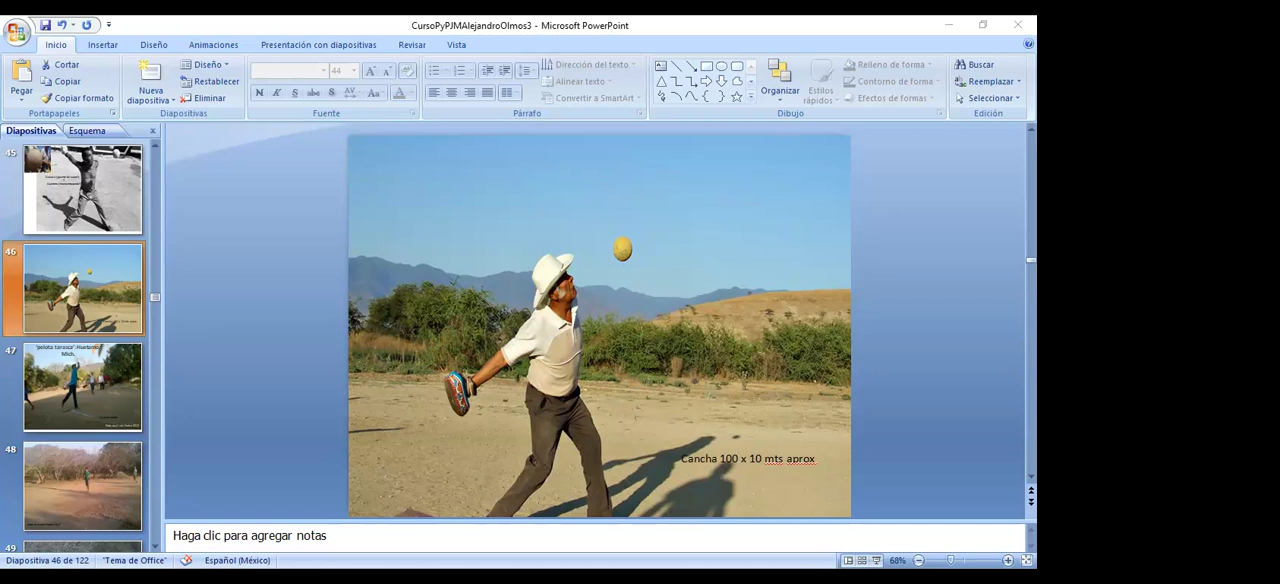 CursoPyPJMAlejandroOlmos3 - Microsoft PowerPoint
Inicio Insertar Diseño Animaciones Presentación con diapositivas Revisar Vista
Pegar
Cortar
Copiar
Copiar formato
Portapapeles
Nueva diapositiva
Diseño
Restablecer
Eliminar
Diapositivas
44
N K S abc S AV Aa A
Fuente
Dirección del texto
Alinear texto
Convertir a SmartArt
Párrafo
Organizar
Estilos rápidos
Relleno de forma
Contorno de forma
Efectos de formas
Dibujo
Buscar
Reemplazar
Seleccionar
Edición
Diapositivas Esquema
45
46
47
"pelota tarasca". Huetamo
Mich.
48
49
Cancha 100 x 10 mts aprox
Haga clic para agregar notas
Diapositiva 46 de 122 "Tema de Office" Español (México) 68%